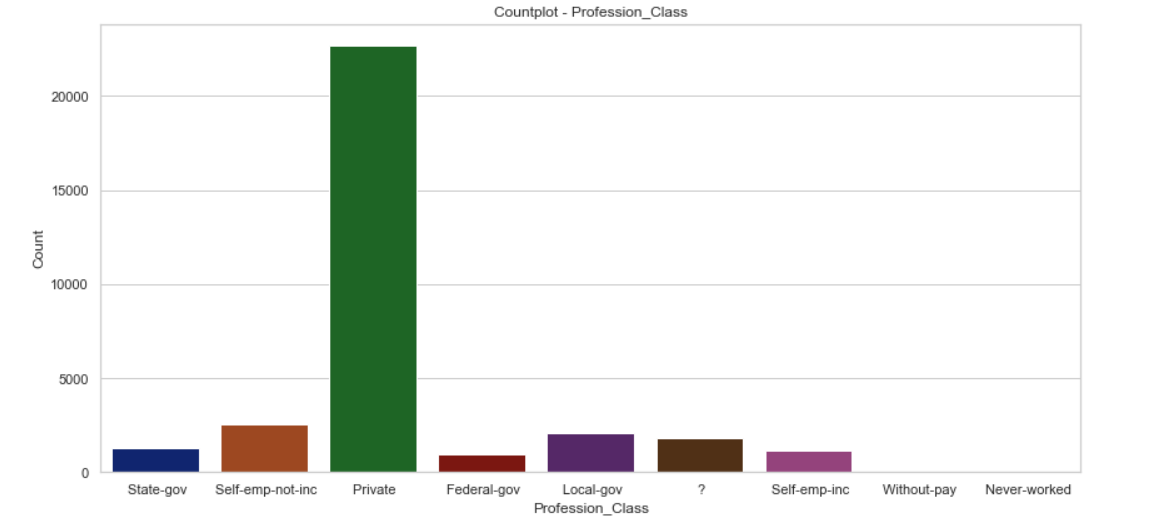 Countplot - Profession_Class
Count
20000
15000
10000
5000
0
State-gov Self-emp-not-inc Private Federal-gov Local-gov ? Self-emp-inc Without-pay Never-worked
Profession_Class